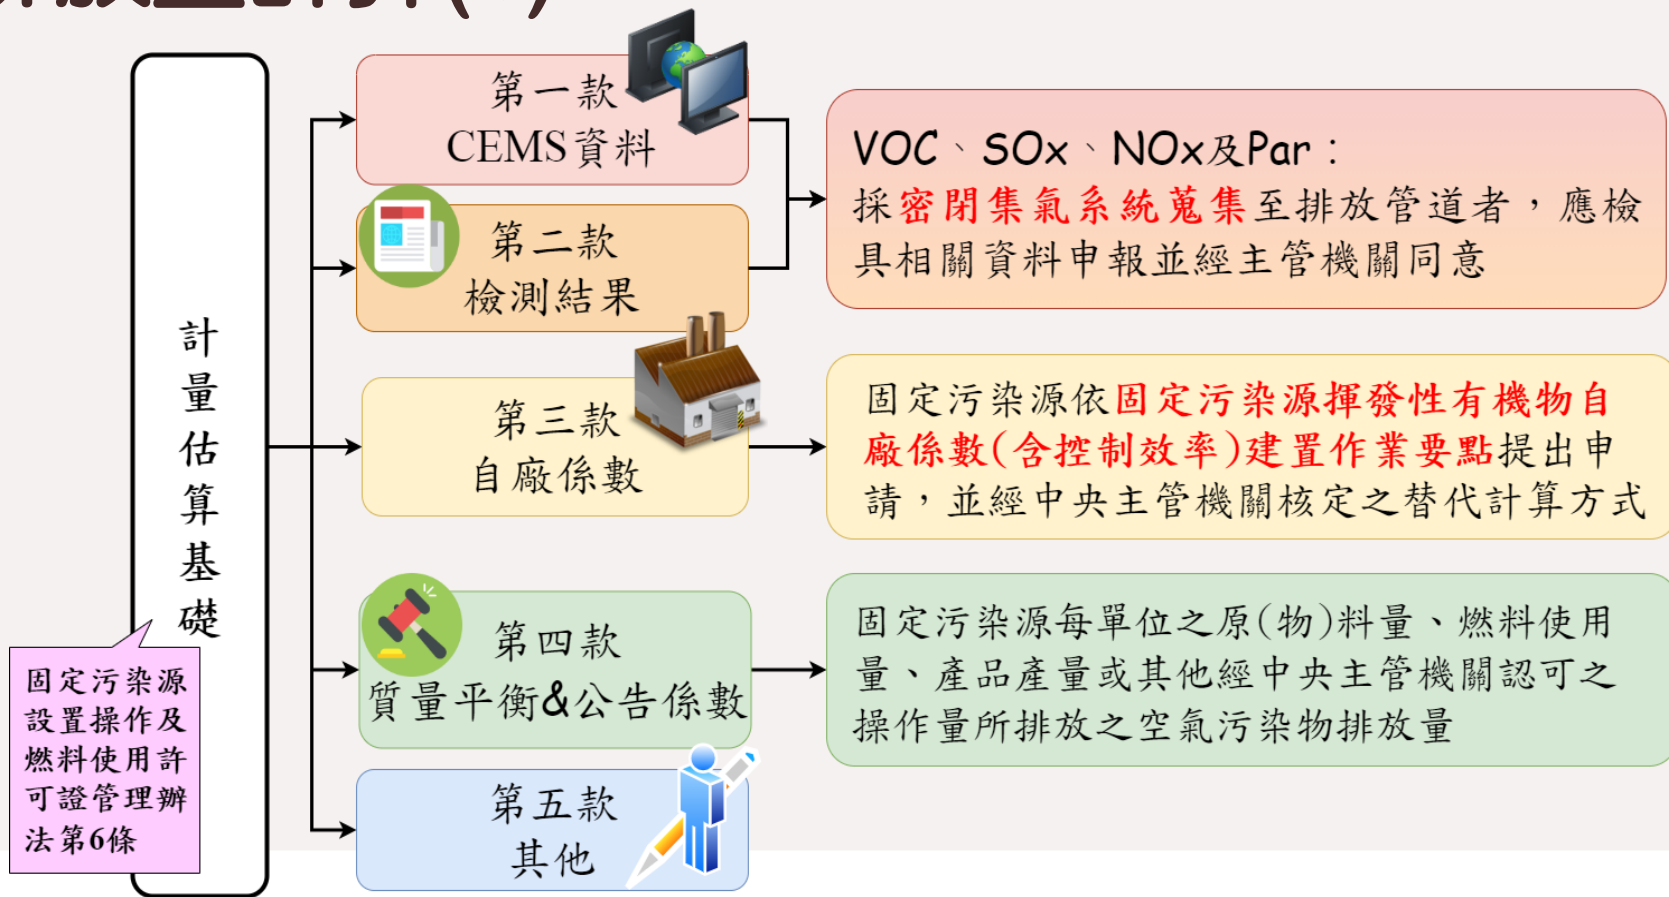 計
量
估
算
基
礎
固定污染源
設置操作及
燃料使用許
可證管理辦
法第6條
第一款
CEMS資料
第二款
檢測結果
VOC、SOx、NOx及Par：
採密閉集氣系統蒐集至排放管道者，應檢
具相關資料申報並經主管機關同意
第三款
自廠係數
固定污染源依固定污染源揮發性有機物自
廠係數(含控制效率)建置作業要點提出申
請，並經中央主管機關核定之替代計算方式
第四款
質量平衡&公告係數
固定污染源每單位之原(物)料量、燃料使用
量、產品產量或其他經中央主管機關認可之
操作量所排放之空氣污染物排放量
第五款
其他